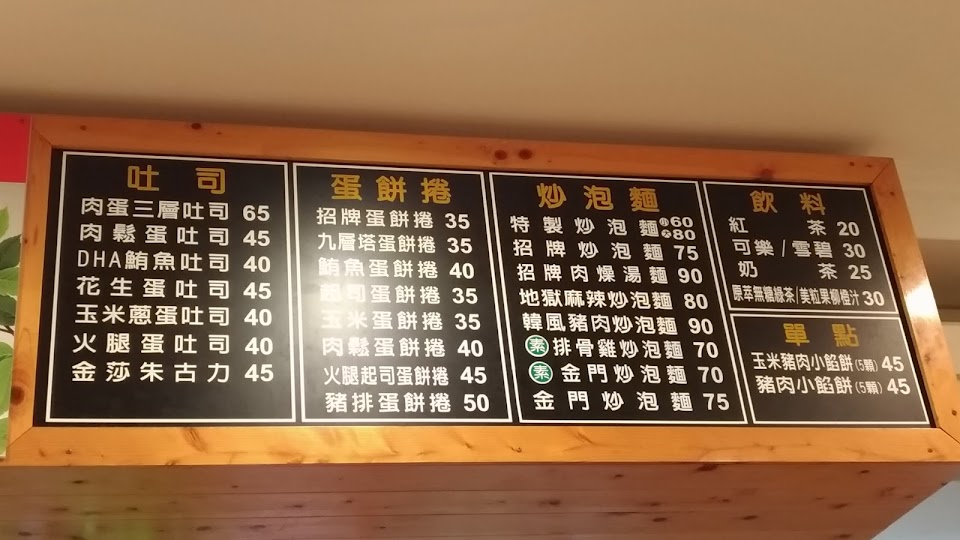 吐司
肉蛋三層吐司 65
肉鬆蛋吐司 45
DHA鮪魚吐司 40
花生蛋吐司 45
玉米蔥蛋吐司 40
火腿蛋吐司 40
金莎朱古力 45
蛋餅捲
招牌蛋餅捲 35
九層塔蛋餅捲 35
鮪魚蛋餅捲 40
起司蛋餅捲 35
玉米蛋餅捲 35
肉鬆蛋餅捲 40
火腿起司蛋餅捲 45
豬排蛋餅捲 50
炒泡麵
特製炒泡麵 小60
大80
招牌炒泡麵 75
招牌肉燥湯麵 90
地獄麻辣炒泡麵 80
韓風豬肉炒泡麵 90
素 排骨雞炒泡麵 70
素 金門炒泡麵 70
金門炒泡麵 75
飲料
紅茶 20
可樂/雪碧 30
奶茶 25
原萃無糖綠茶/美粒果柳橙汁 30
單點
玉米豬肉小餡餅(5顆) 45
豬肉小餡餅(5顆) 45